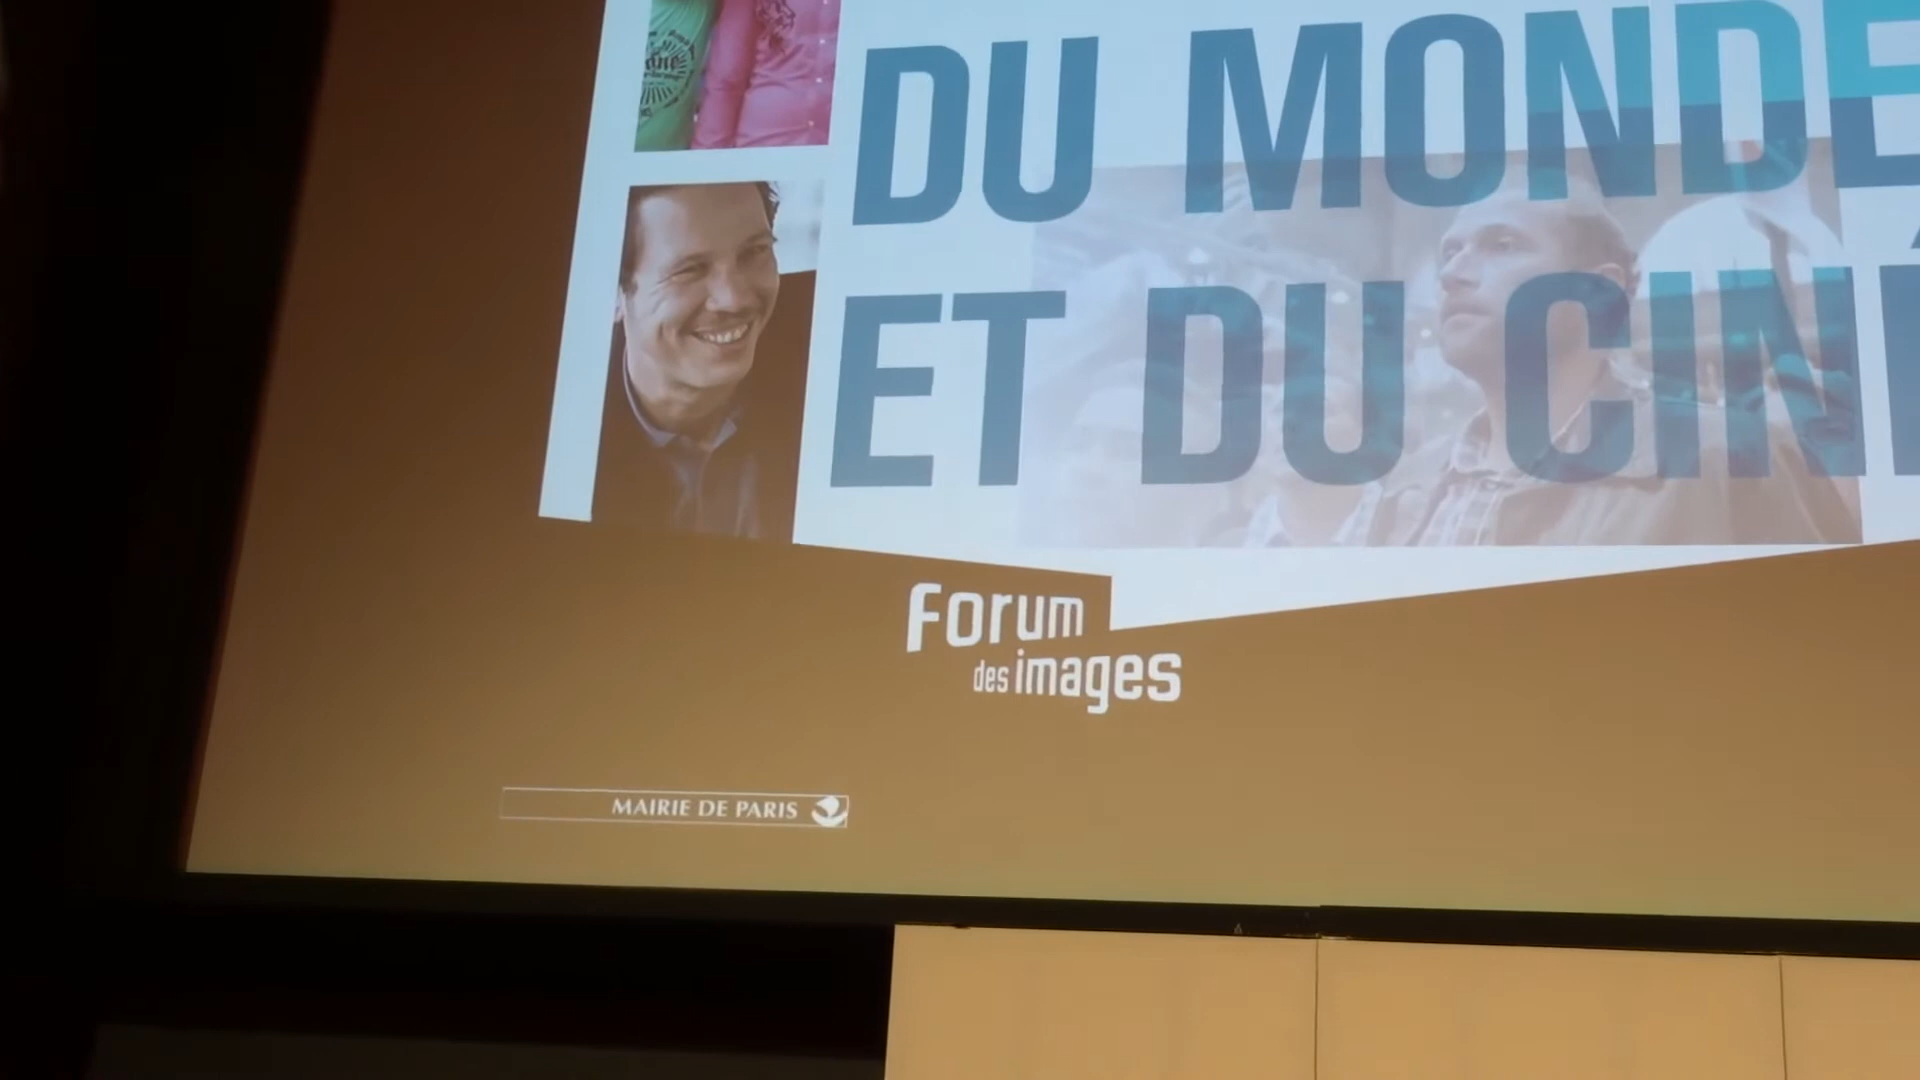 DU MONDE
ET DU CIN
Forum
des images
MAIRIE DE PARIS